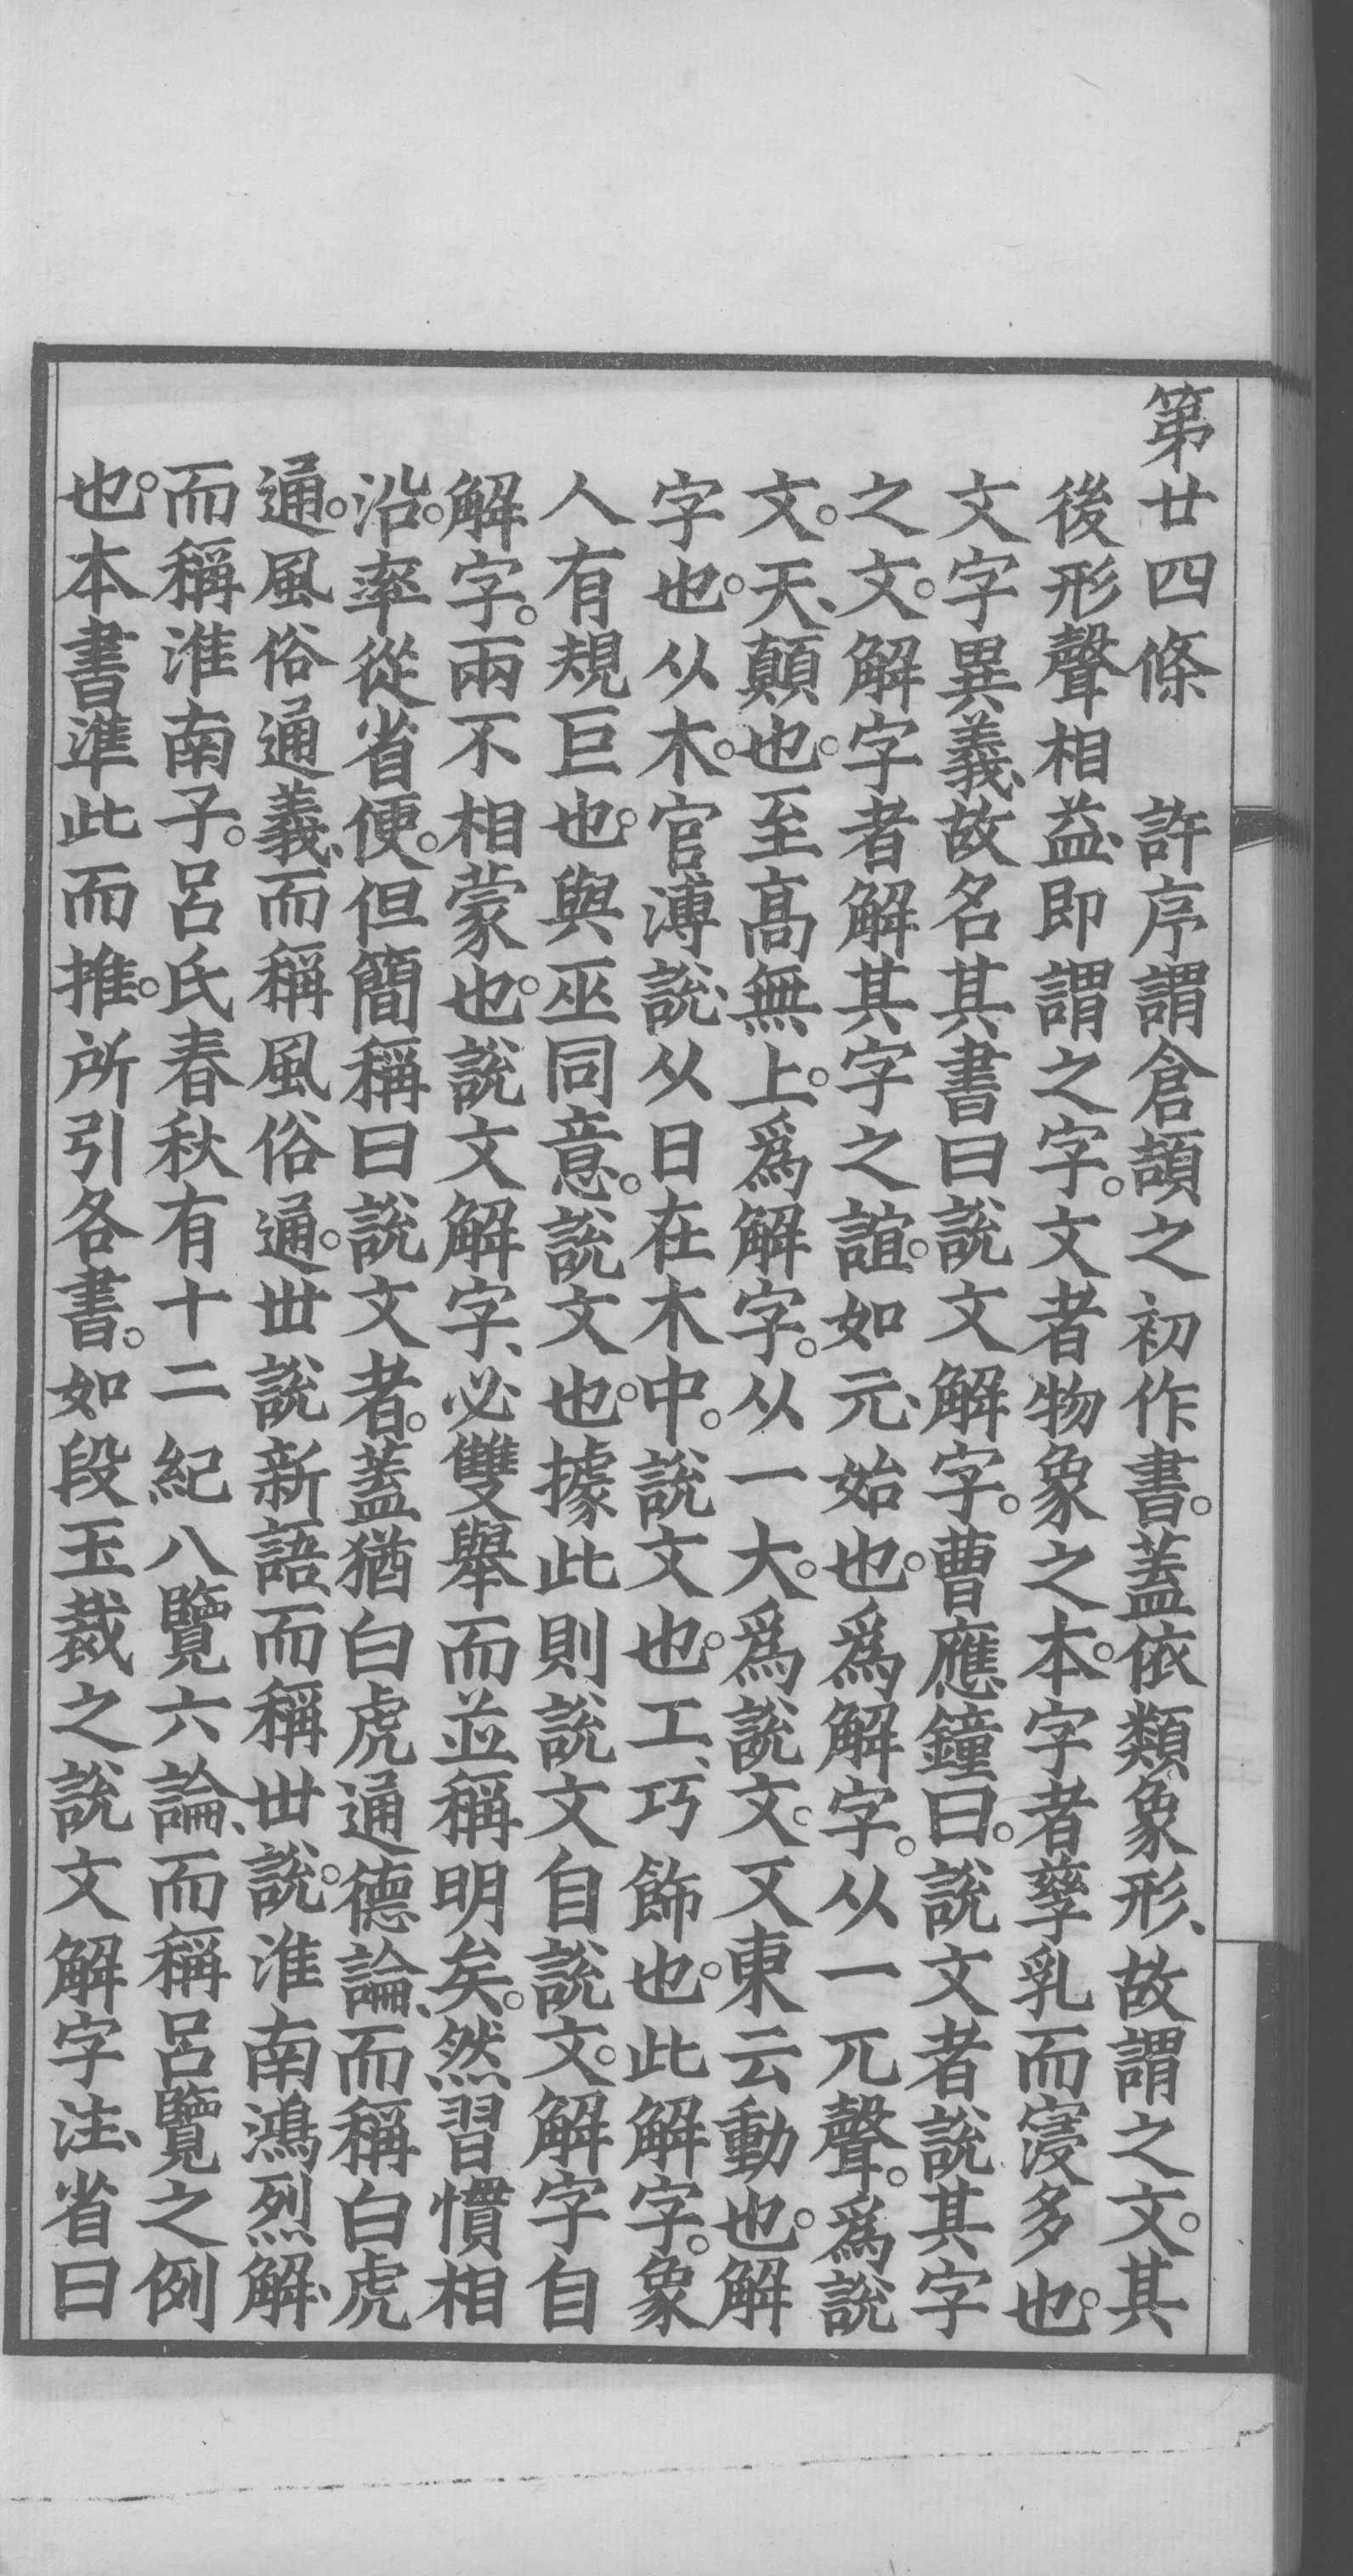 第廿四條　許序謂倉頡之初作書。蓋依類象形、故謂之文。其
後形聲相益、即謂之字。文者物象之本。字者孳乳而寖多也。
文字異義、故名其書曰說文解字。曹應鐘曰。說文者說其字
之文。解字者解其字之誼。如元、始也。爲解字。从一兀聲。爲說
文。天、顚也。至高無上。爲解字。从一大。爲說文。又東云動也。解
字也。从木。官溥說、从日在木中。說文也。工、巧飾也。此解字。象
人有規巨也。與巫同意。說文也。據此則說文自說文。解字自
解字。兩不相蒙也。說文解字、必雙舉而並稱明矣。然習慣相
沿。率從省便。但簡稱曰說文者。蓋猶白虎通德論、而稱白虎
通。風俗通義、而稱風俗通。世說新語而稱世說。淮南鴻烈解、
而稱淮南子。呂氏春秋有十二紀八覽六論、而稱呂覽之例
也。本書準此而推。所引各書。如段玉裁之說文解字注、省曰